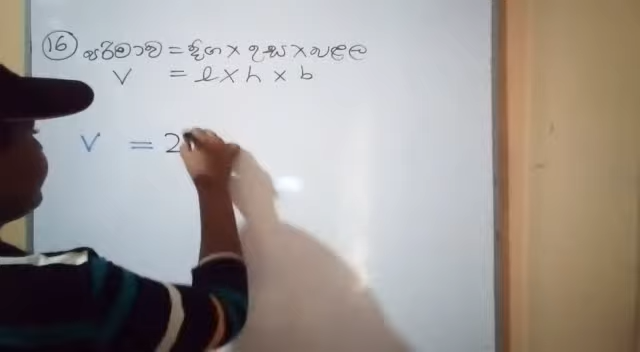 16 පරිමාව = දිග × උස × පළල
V = l × h × b
V = 2